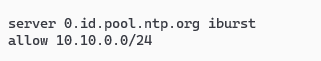 server 0.id.pool.ntp.org iburst
allow 10.10.0.0/24